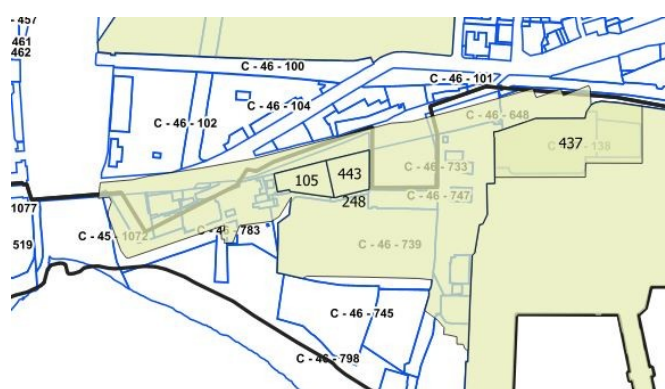 457
461
462
C - 46 - 100
C - 46 - 101
C - 46 - 104
C - 46 - 102
C - 46 - 648
437
C - 138
C - 46 - 733
105
443
248
C - 46 - 747
1077
519
C - 45 - 1072
C - 46 - 783
C - 46 - 739
C - 46 - 745
C - 46 - 798